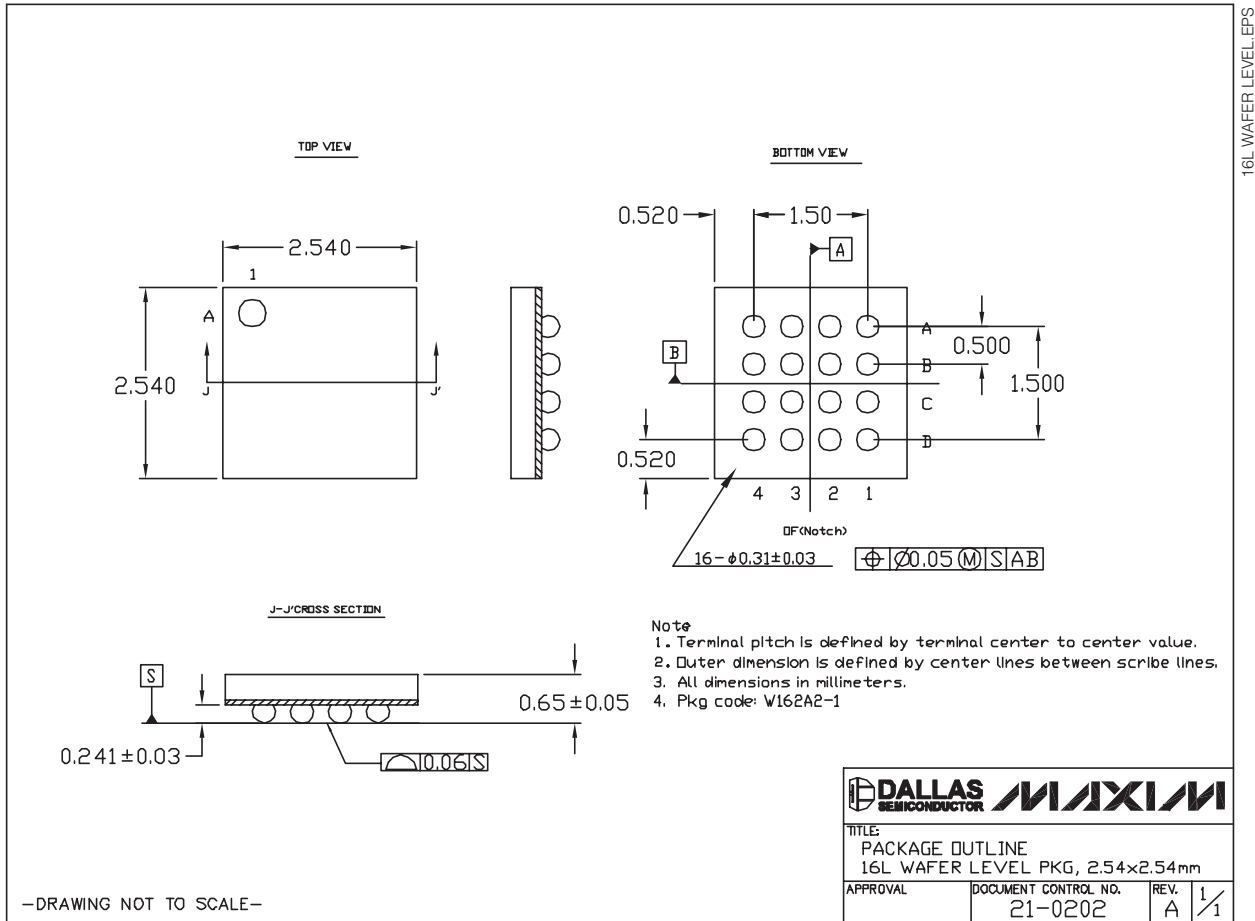 16L WAFER LEVEL.EPS
TOP VIEW
2.540
1
A
2.540
J
J'
BOTTOM VIEW
0.520
1.50
A
B
A
B
C
D
0.500
1.500
0.520
4 3 2 1
OF(Notch)
16-ϕ0.31±0.03
⌖ ∅0.05 Ⓜ S AB
J-J'CROSS SECTION
S
0.65±0.05
0.241±0.03
⌓ 0.06 S
Note
1. Terminal pitch is defined by terminal center to center value.
2. Outer dimension is defined by center lines between scribe lines.
3. All dimensions in millimeters.
4. Pkg code: W162A2-1
DALLAS
SEMICONDUCTOR
MAXIM
TITLE:
PACKAGE OUTLINE
16L WAFER LEVEL PKG, 2.54x2.54mm
APPROVAL
DOCUMENT CONTROL NO.
21-0202
REV.
A
1/1
-DRAWING NOT TO SCALE-